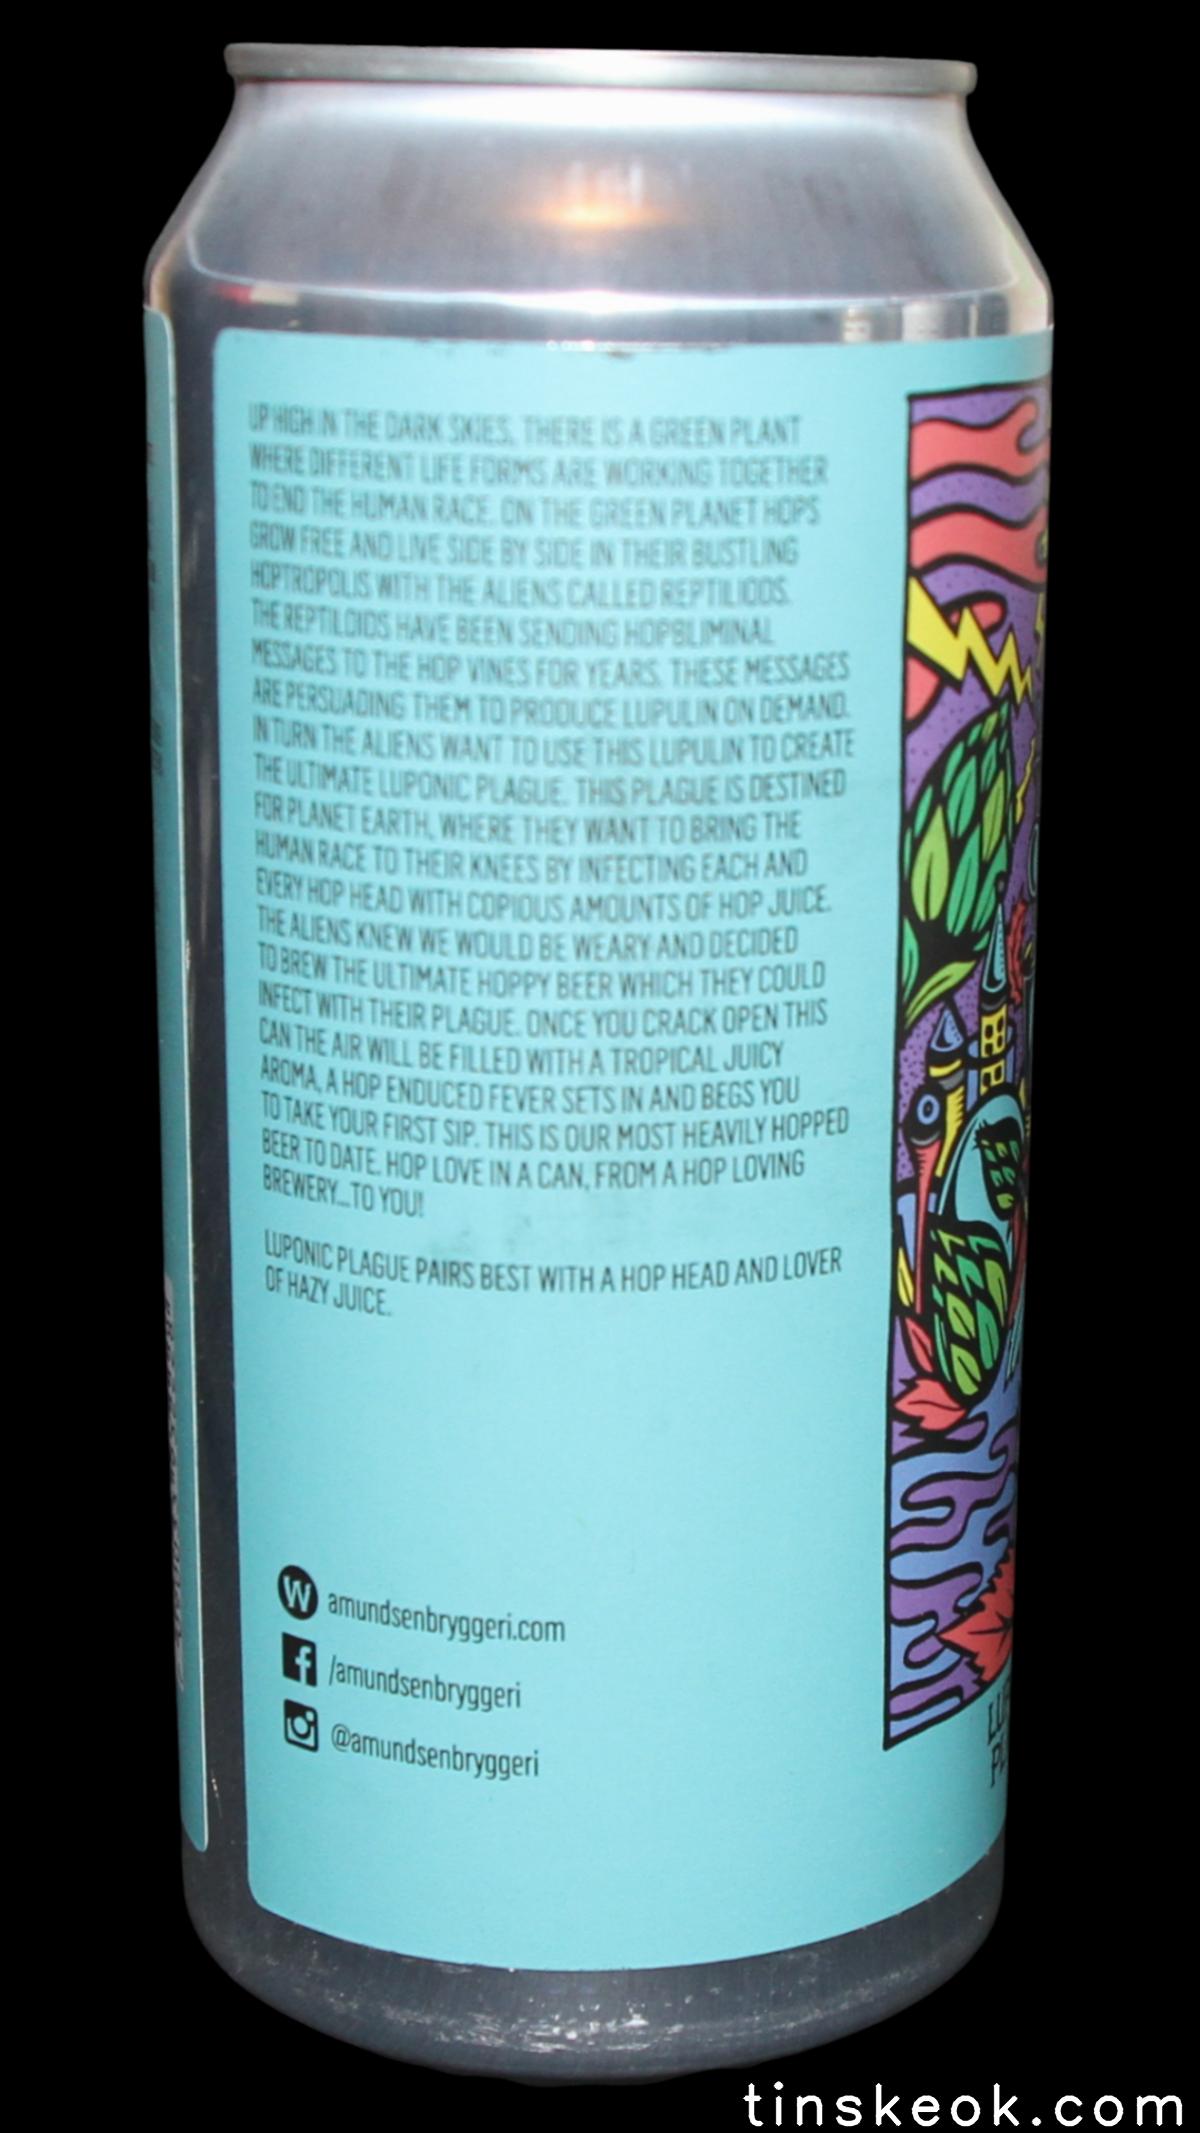 UP HIGH IN THE DARK SKIES, THERE IS A GREEN PLANT
WHERE DIFFERENT LIFE FORMS ARE WORKING TOGETHER
TO END THE HUMAN RACE. ON THE GREEN PLANET HOPS
GROW FREE AND LIVE SIDE BY SIDE IN THEIR BUSTLING
HOPTROPOLIS WITH THE ALIENS CALLED REPTILIODS.
THE REPTILOIDS HAVE BEEN SENDING HOPBLIMINAL
MESSAGES TO THE HOP VINES FOR YEARS. THESE MESSAGES
ARE PERSUADING THEM TO PRODUCE LUPULIN ON DEMAND.
IN TURN THE ALIENS WANT TO USE THIS LUPULIN TO CREATE
THE ULTIMATE LUPONIC PLAGUE. THIS PLAGUE IS DESTINED
FOR PLANET EARTH, WHERE THEY WANT TO BRING THE
HUMAN RACE TO THEIR KNEES BY INFECTING EACH AND
EVERY HOP HEAD WITH COPIOUS AMOUNTS OF HOP JUICE.
THE ALIENS KNEW WE WOULD BE WEARY AND DECIDED
TO BREW THE ULTIMATE HOPPY BEER WHICH THEY COULD
INFECT WITH THEIR PLAGUE. ONCE YOU CRACK OPEN THIS
CAN THE AIR WILL BE FILLED WITH A TROPICAL JUICY
AROMA. A HOP ENDUCED FEVER SETS IN AND BEGS YOU
TO TAKE YOUR FIRST SIP. THIS IS OUR MOST HEAVILY HOPPED
BEER TO DATE. HOP LOVE IN A CAN, FROM A HOP LOVING
BREWERY...TO YOU!
LUPONIC PLAGUE PAIRS BEST WITH A HOP HEAD AND LOVER
OF HAZY JUICE.
W amundsenbryggeri.com
f /amundsenbryggeri
@amundsenbryggeri
tinskeok.com